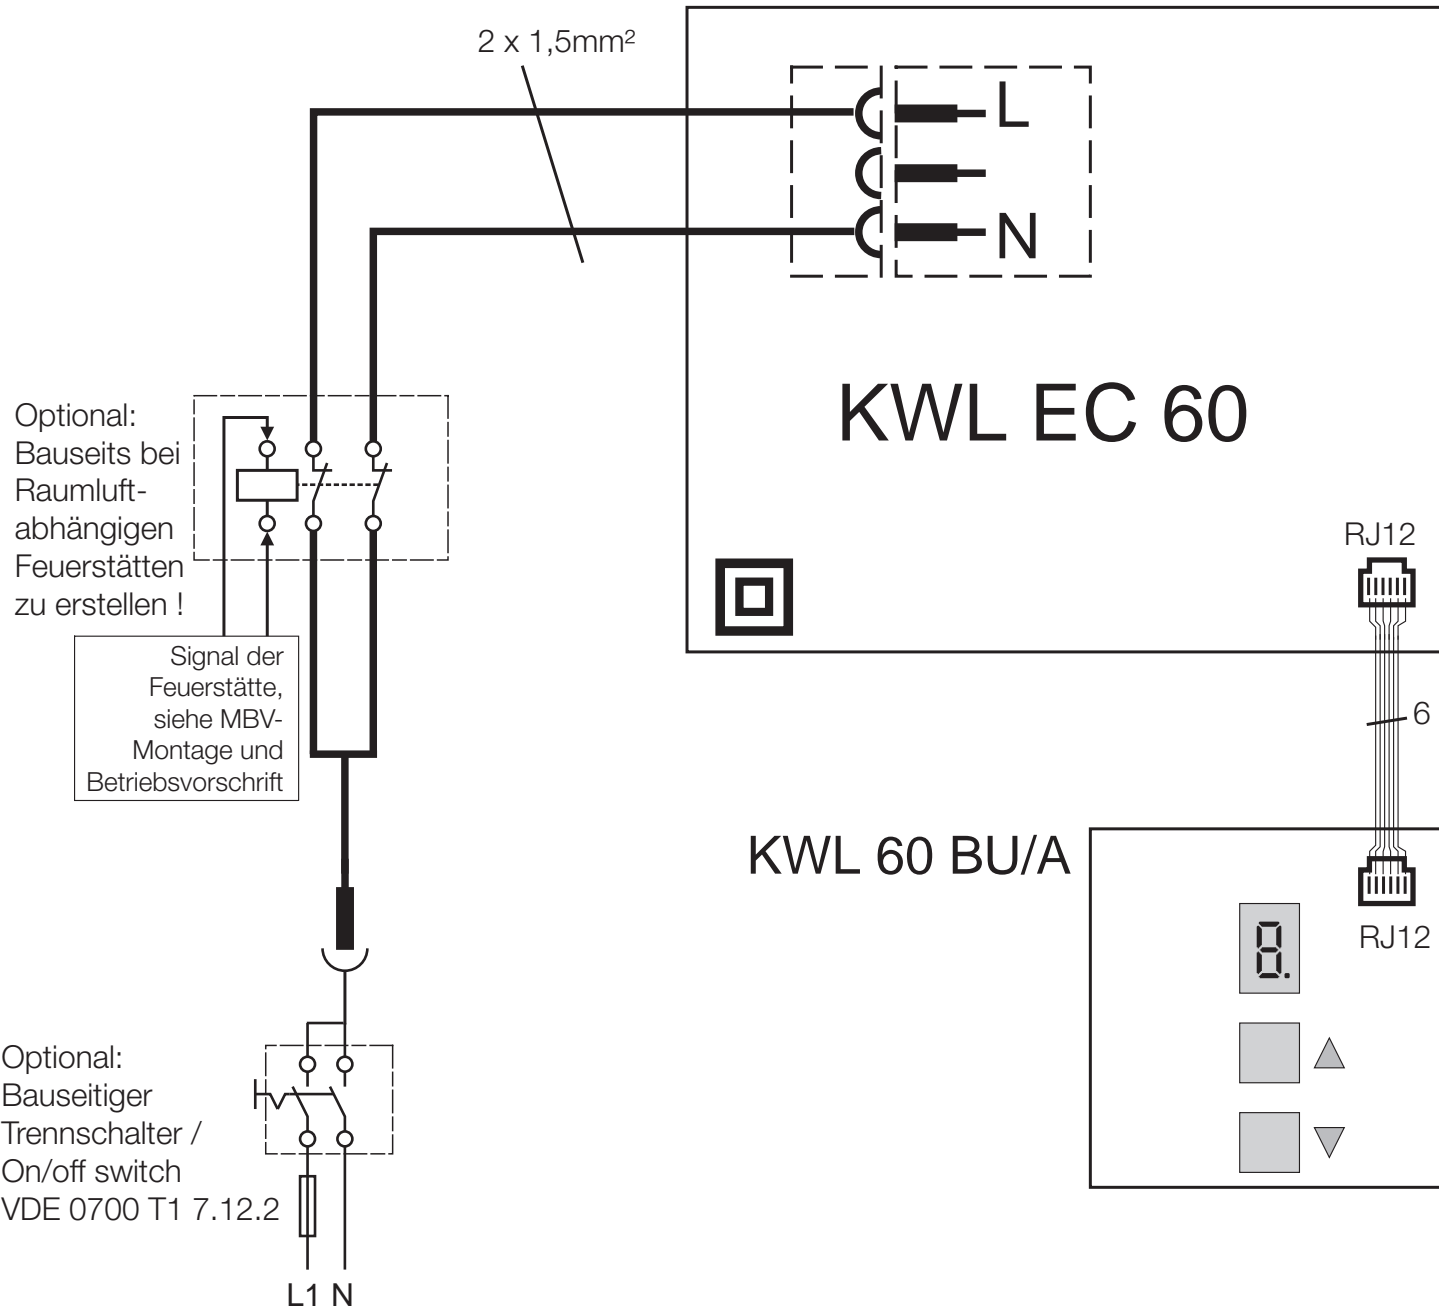 2 x 1,5mm²
L
N
KWL EC 60
Optional:
Bauseits bei
Raumluft-
abhängigen
Feuerstätten
zu erstellen !
Signal der
Feuerstätte,
siehe MBV-
Montage und
Betriebsvorschrift
RJ12
6
KWL 60 BU/A
RJ12
8.
Optional:
Bauseitiger
Trennschalter /
On/off switch
VDE 0700 T1 7.12.2
L1 N